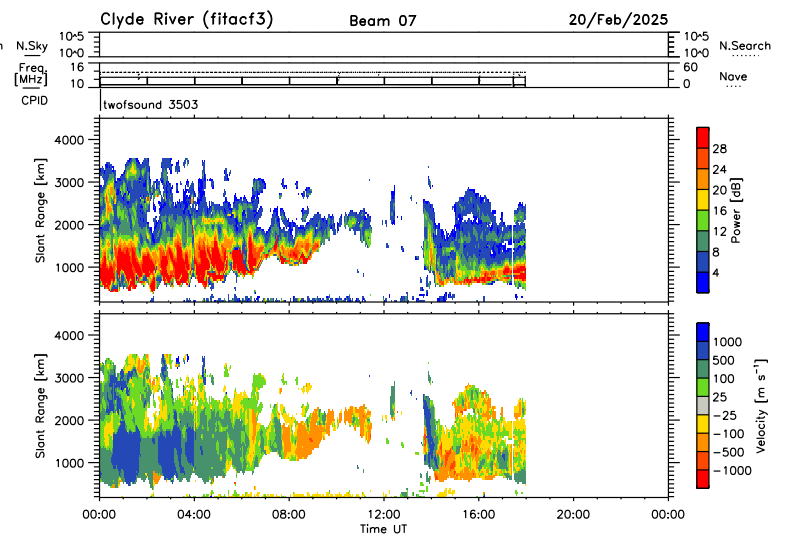 Clyde River (fitacf3) Beam 07 20/Feb/2025
N.Sky 10^5 10^0 10^5 10^0 N.Search
Freq. [MHz] 16 10 60 0 Nave
CPID twofsound 3503
Slant Range [km] 4000 3000 2000 1000
Power [dB] 28 24 20 16 12 8 4
Slant Range [km] 4000 3000 2000 1000
Velocity [m s⁻¹] 1000 500 100 25 -25 -100 -500 -1000
00:00 04:00 08:00 12:00 16:00 20:00 00:00
Time UT